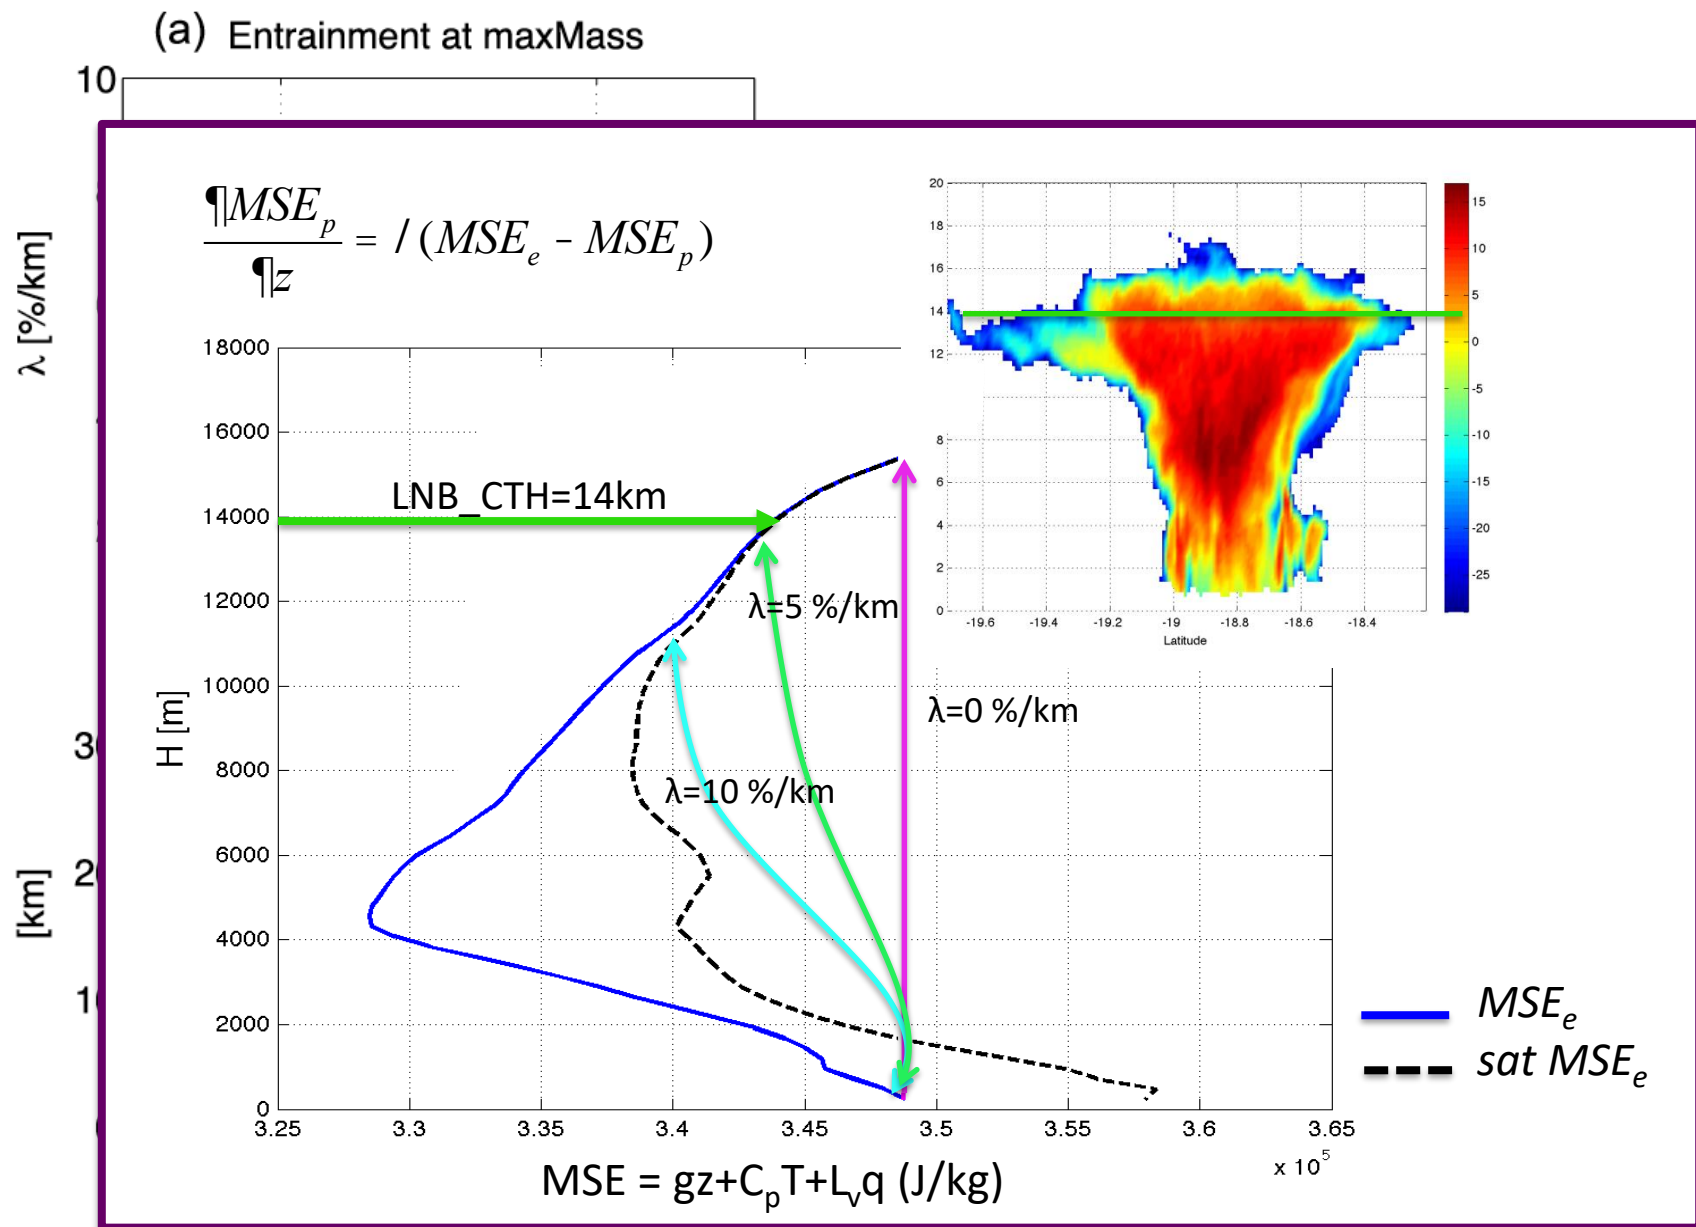 (a) Entrainment at maxMass
10
λ [%/km]
30
20
10
[km]
¶MSEp
¶z
= / (MSEe - MSEp)
18000
16000
14000
12000
10000
8000
6000
4000
2000
0
H [m]
LNB_CTH=14km
λ=5 %/km
λ=0 %/km
λ=10 %/km
3.25 3.3 3.35 3.4 3.45 3.5 3.55 3.6 3.65
x 10^5
MSE = gz+CpT+Lvq (J/kg)
20
18
16
14
12
8
6
4
2
0
-19.6 -19.4 -19.2 -19 -18.8 -18.6 -18.4
Latitude
15
10
5
0
-5
-10
-15
-20
-25
MSEe
sat MSEe